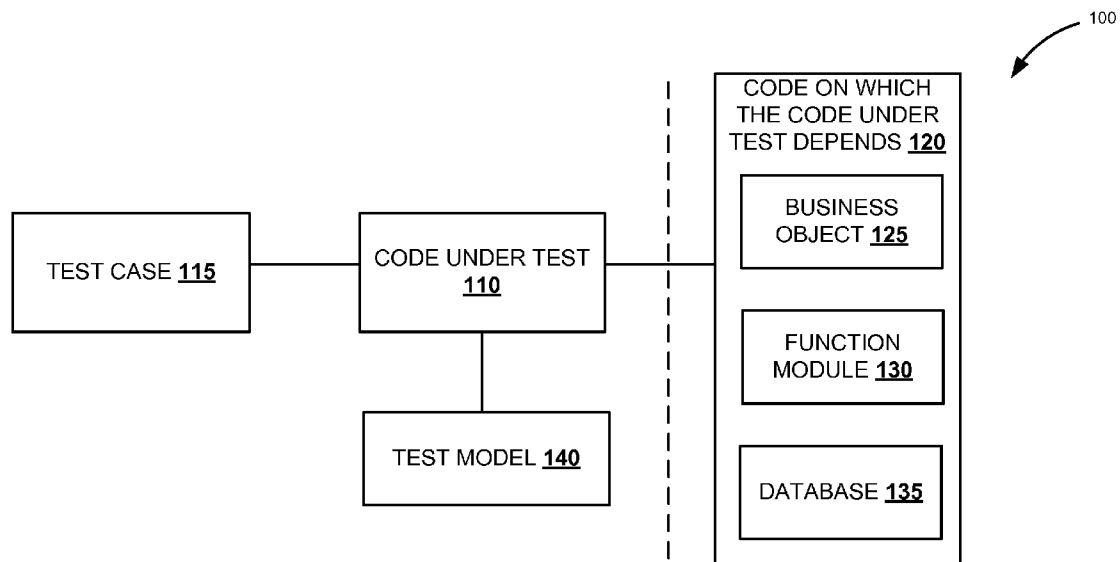 100
CODE ON WHICH
THE CODE UNDER
TEST DEPENDS 120
BUSINESS
OBJECT 125
TEST CASE 115
CODE UNDER TEST
110
FUNCTION
MODULE 130
TEST MODEL 140
DATABASE 135